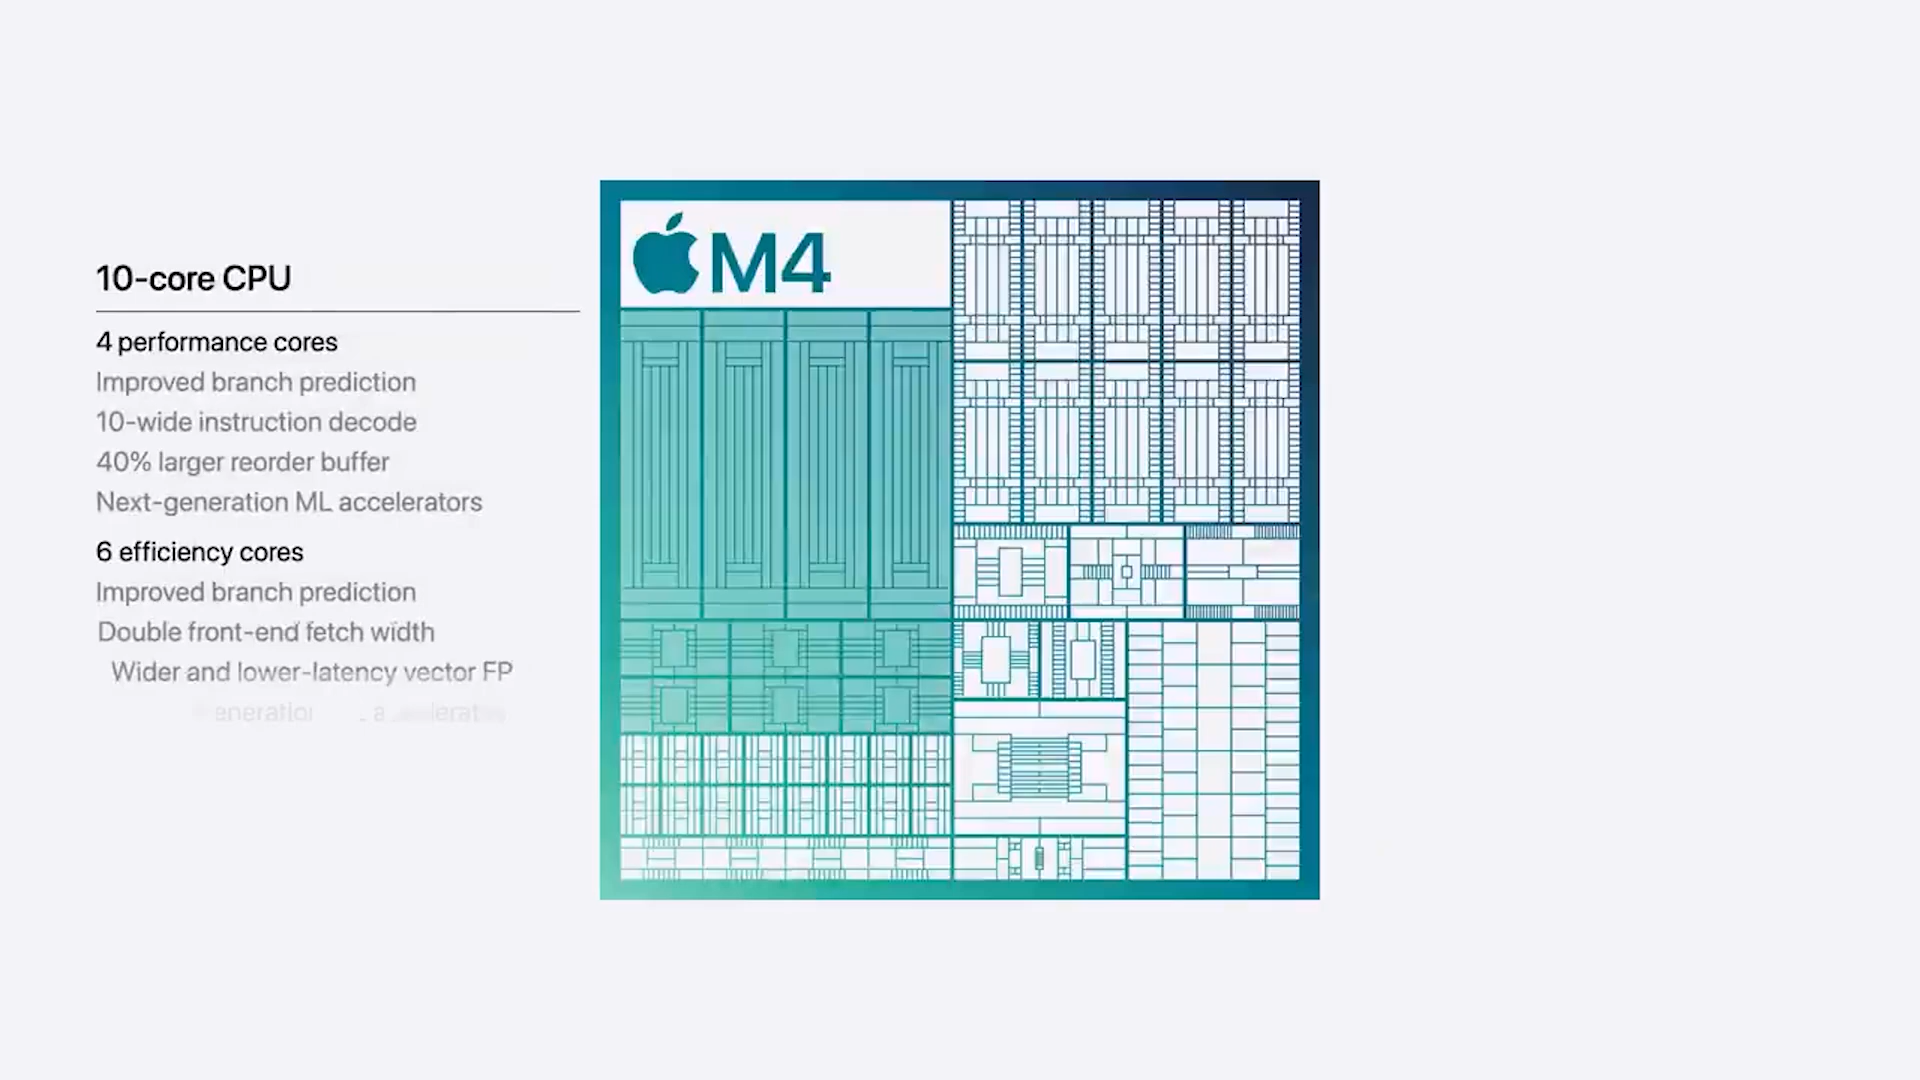 10-core CPU
4 performance cores
Improved branch prediction
10-wide instruction decode
40% larger reorder buffer
Next-generation ML accelerators
6 efficiency cores
Improved branch prediction
Double front-end fetch width
Wider and lower-latency vector FP
M4